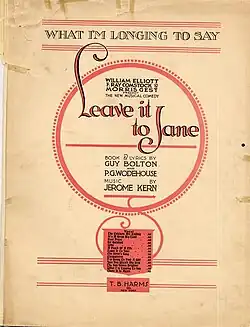 WHAT I'M LONGING TO SAY
WILLIAM ELLIOTT
F. RAY COMSTOCK &
MORRIS GEST
THE NEW MUSICAL COMEDY
Leave it
to Jane
BOOK & LYRICS BY
GUY BOLTON
AND
P.G. WODEHOUSE
MUSIC BY
JEROME KERN
T. B. HARMS
NEW YORK